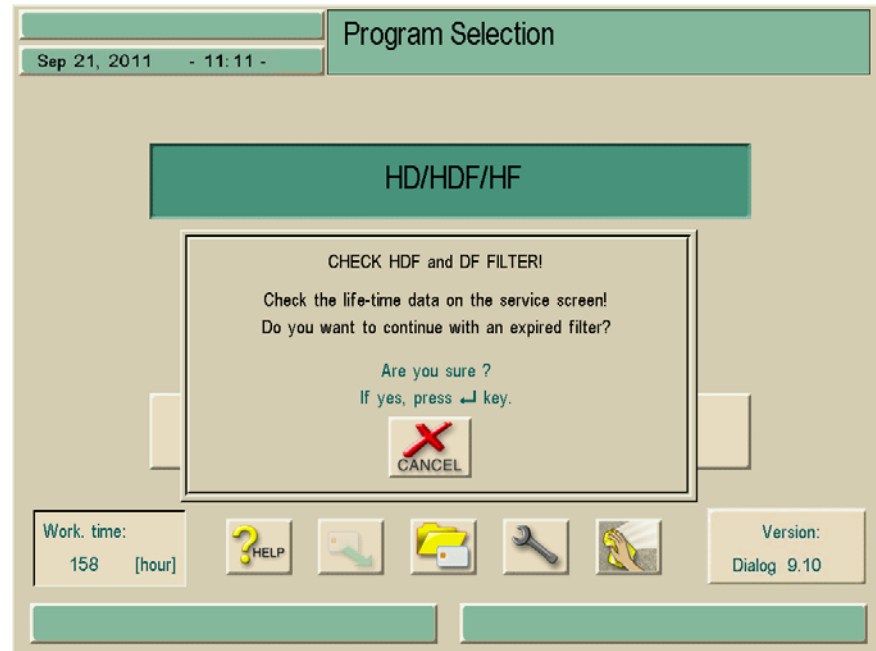 Program Selection
Sep 21, 2011 - 11:11 -
HD/HDF/HF
CHECK HDF and DF FILTER!
Check the life-time data on the service screen!
Do you want to continue with an expired filter?
Are you sure ?
If yes, press ↵ key.
CANCEL
Work. time:
158 [hour]
HELP
Version:
Dialog 9.10